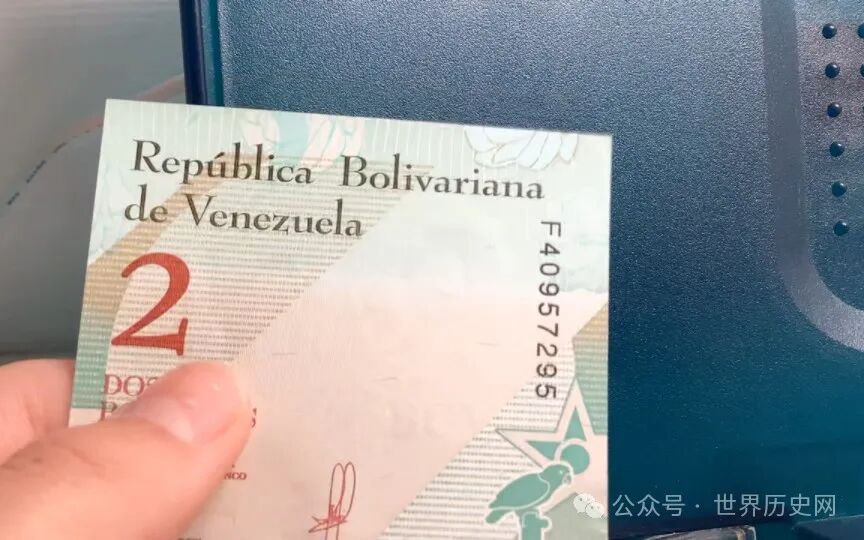 República Bolivariana
de Venezuela
F40957295
2
公众号 · 世界历史网